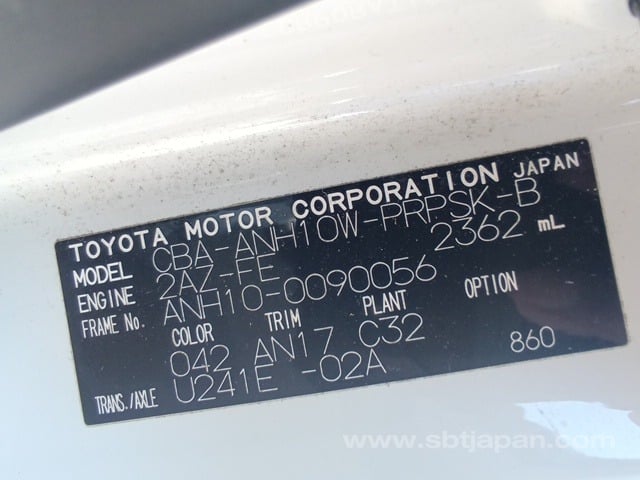 TOYOTA MOTOR CORPORATION JAPAN
MODEL CBA-ANH10W-PRPSK-B
ENGINE 2AZ-FE 2362 mL
FRAME No. ANH10-0090056
COLOR TRIM PLANT OPTION
042 AN17 C32 860
TRANS./AXLE U241E -02A
www.sbtjapan.com